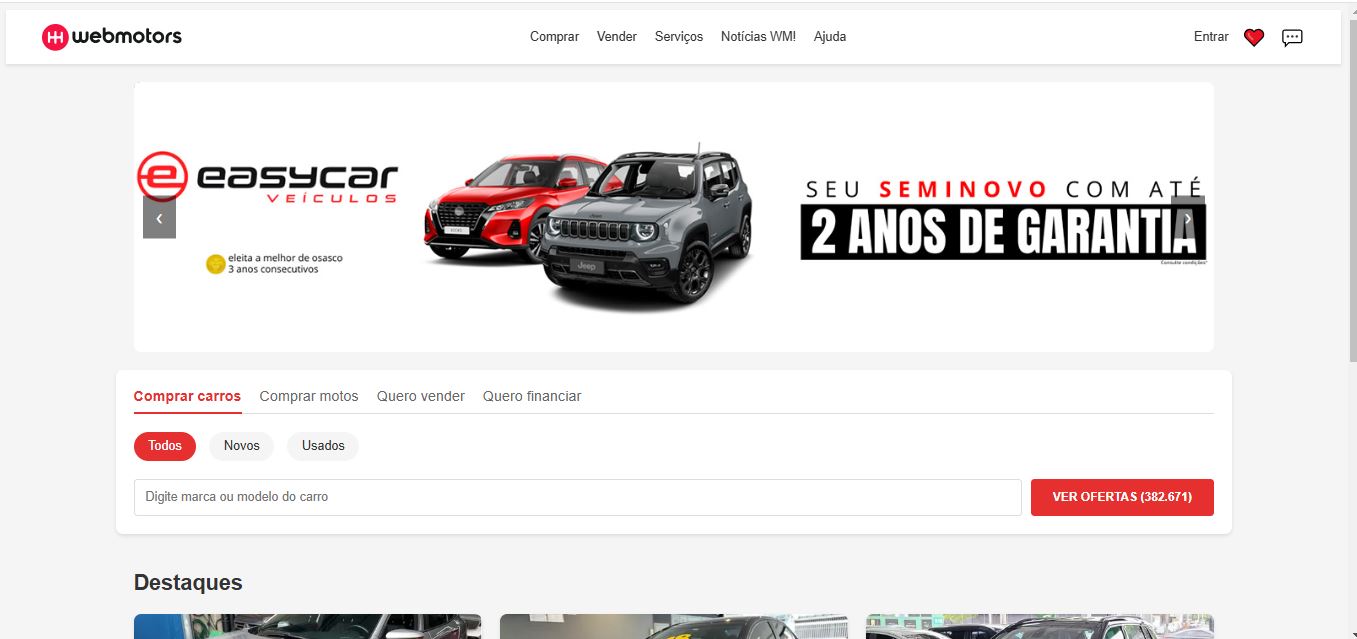 webmotors
Comprar Vender Serviços Notícias WM! Ajuda
Entrar
easycar
VEÍCULOS
eleita a melhor de osasco
3 anos consecutivos
Jeep
SEU SEMINOVO COM ATÉ
2 ANOS DE GARANTIA
Consulte condições*
‹
›
Comprar carros Comprar motos Quero vender Quero financiar
Todos Novos Usados
Digite marca ou modelo do carro
VER OFERTAS (382.671)
Destaques